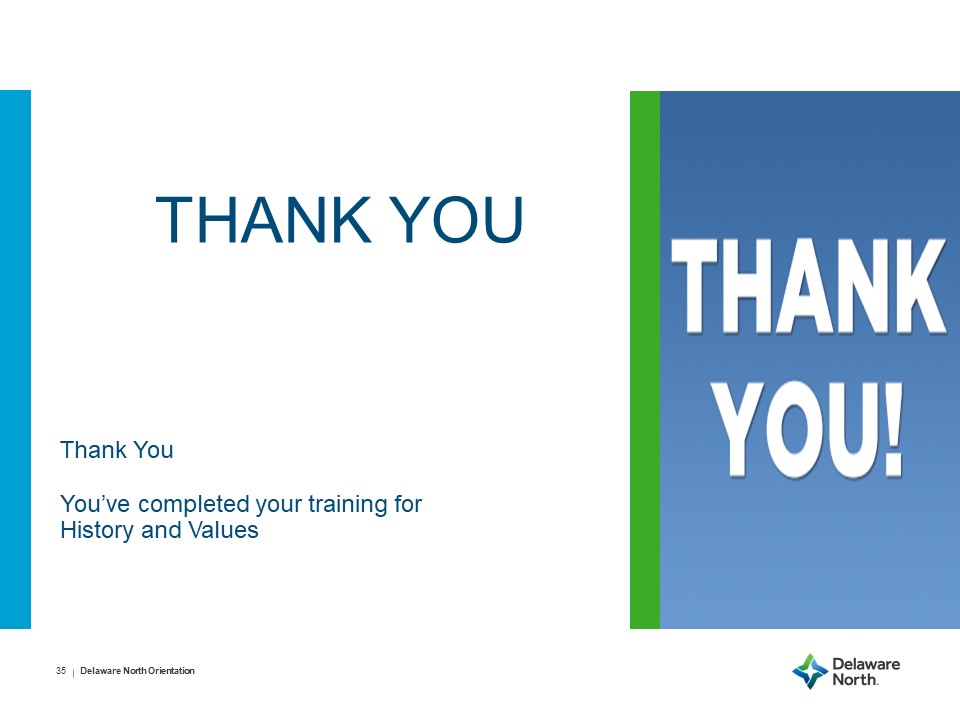 THANK YOU
THANK
YOU!
Thank You
You’ve completed your training for
History and Values
35 | Delaware North Orientation
Delaware
North.